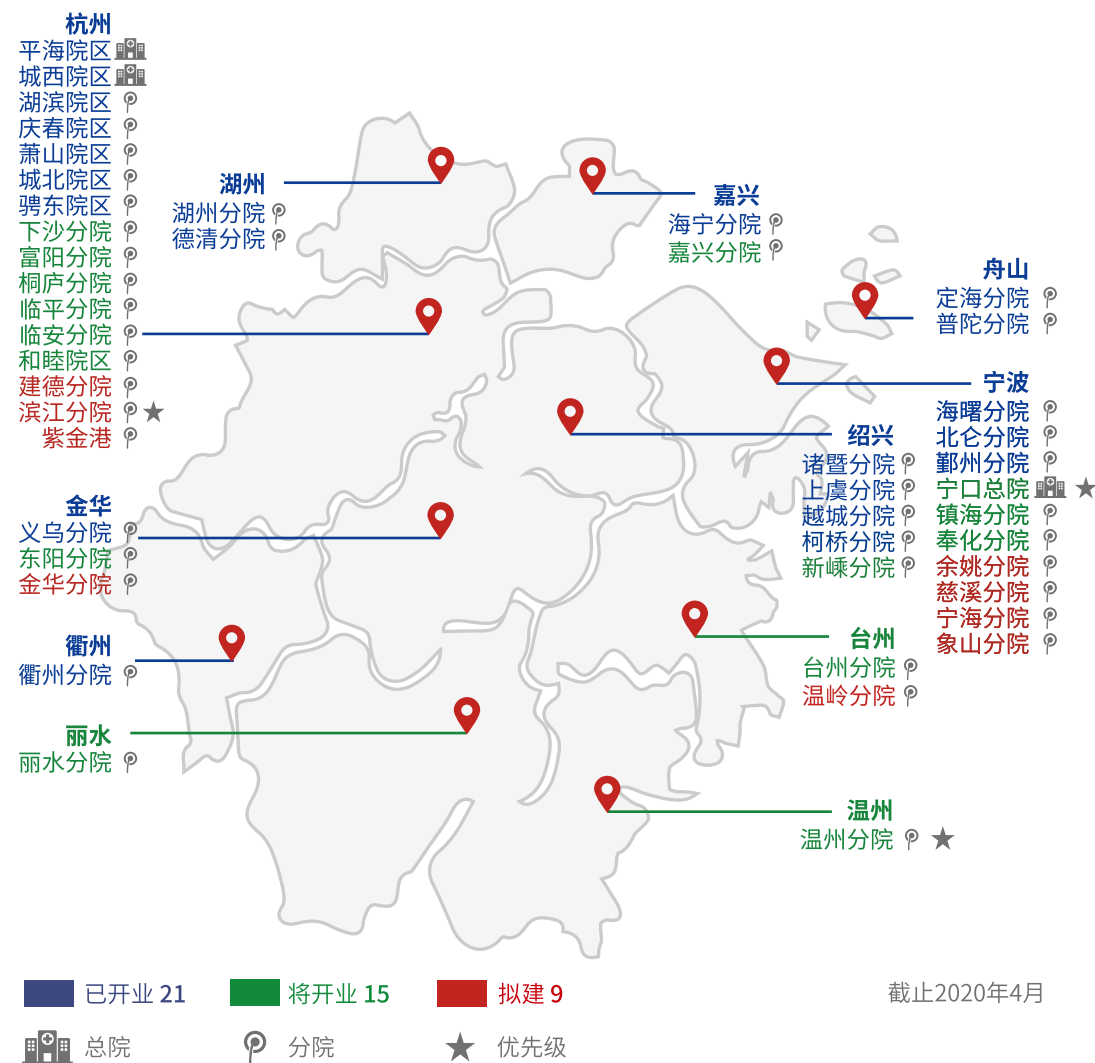 杭州
平海院区
城西院区
湖滨院区
庆春院区
萧山院区
城北院区
骋东院区
下沙分院
富阳分院
桐庐分院
临平分院
临安分院
和睦院区
建德分院
滨江分院
紫金港
湖州
湖州分院
德清分院
嘉兴
海宁分院
嘉兴分院
舟山
定海分院
普陀分院
宁波
海曙分院
北仑分院
鄞州分院
宁口总院
镇海分院
奉化分院
余姚分院
慈溪分院
宁海分院
象山分院
绍兴
诸暨分院
上虞分院
越城分院
柯桥分院
新嵊分院
金华
义乌分院
东阳分院
金华分院
衢州
衢州分院
台州
台州分院
温岭分院
丽水
丽水分院
温州
温州分院
已开业 21
将开业 15
拟建 9
截止2020年4月
总院
分院
优先级